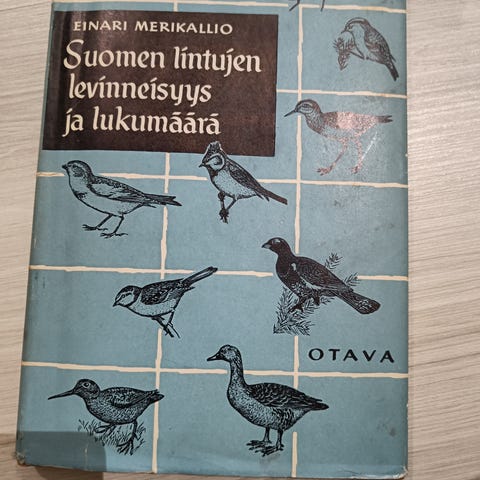 EINARI MERIKALLIO
Suomen lintujen
levinneisyys
ja lukumäärä
OTAVA